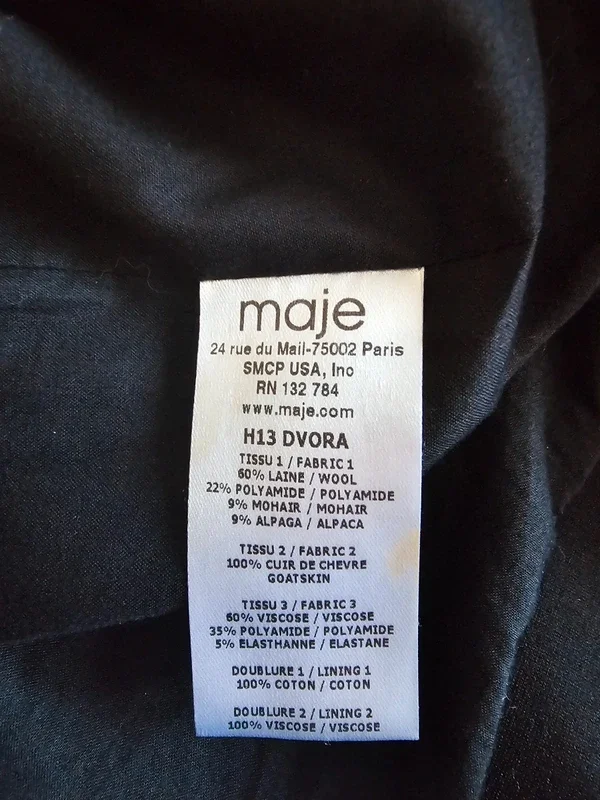 maje
24 rue du Mail-75002 Paris
SMCP USA, Inc
RN 132 784
www.maje.com
H13 DVORA
TISSU 1 / FABRIC 1
60% LAINE / WOOL
22% POLYAMIDE / POLYAMIDE
9% MOHAIR / MOHAIR
9% ALPAGA / ALPACA
TISSU 2 / FABRIC 2
100% CUIR DE CHEVRE
GOATSKIN
TISSU 3 / FABRIC 3
60% VISCOSE / VISCOSE
35% POLYAMIDE / POLYAMIDE
5% ELASTHANNE / ELASTANE
DOUBLURE 1 / LINING 1
100% COTON / COTON
DOUBLURE 2 / LINING 2
100% VISCOSE / VISCOSE